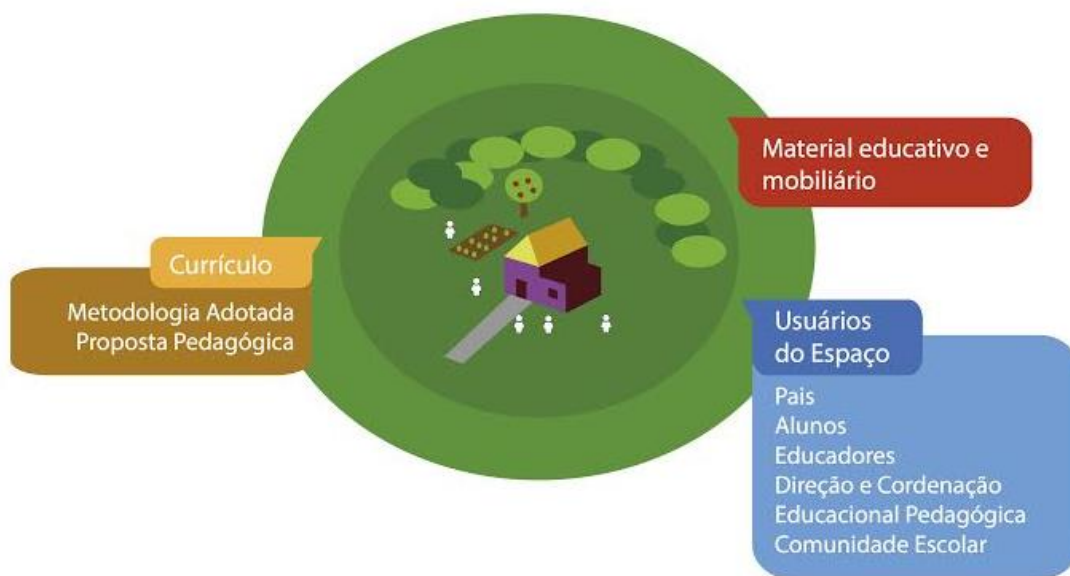 Material educativo e
mobiliário
Currículo
Metodologia Adotada
Proposta Pedagógica
Usuários
do Espaço
Pais
Alunos
Educadores
Direção e Cordenação
Educacional Pedagógica
Comunidade Escolar